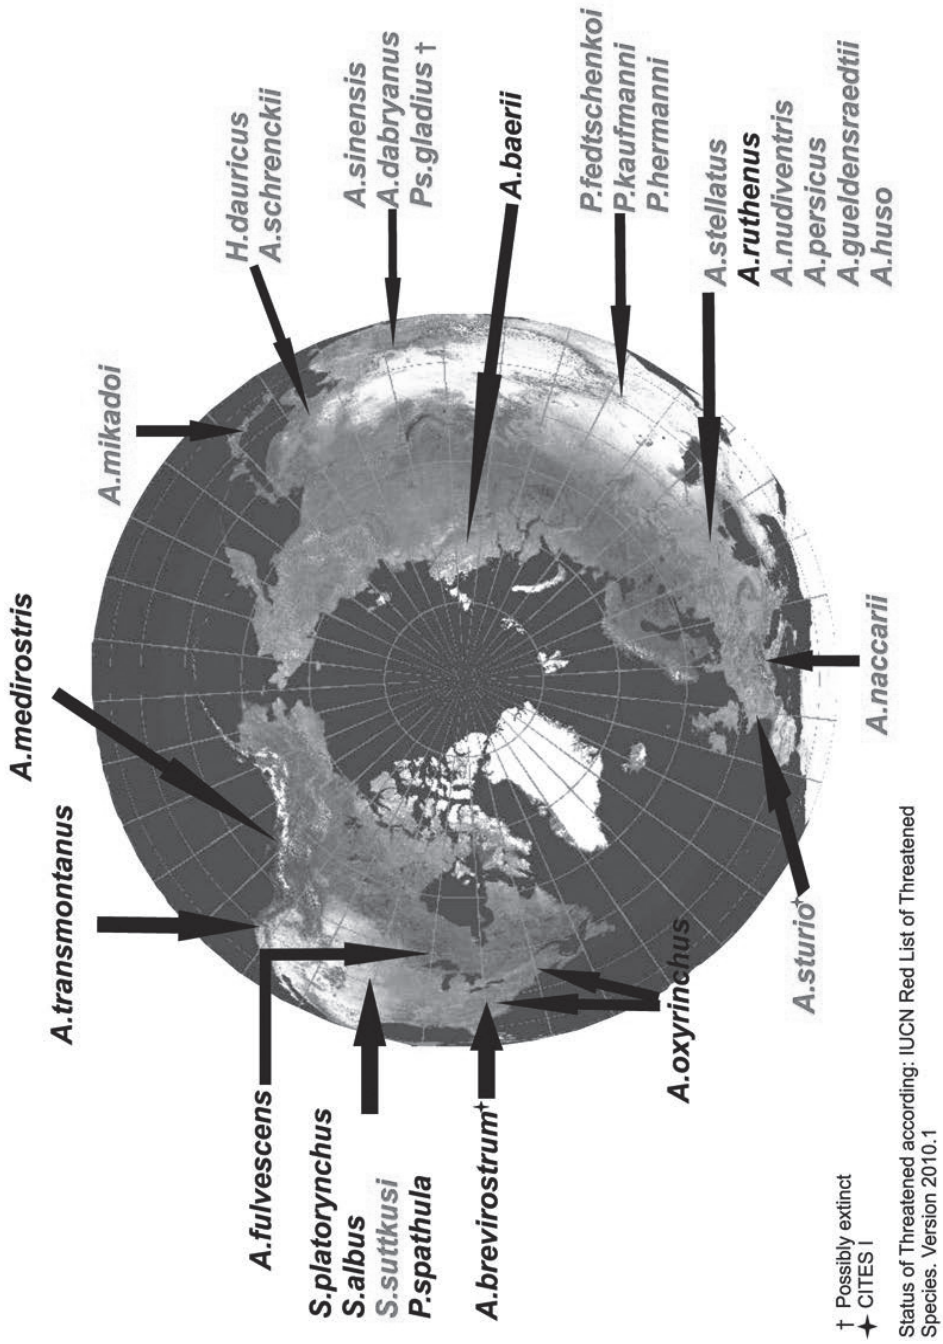 A.transmontanus
A.medirostris
A.mikadoi
H.dauricus
A.schrenckii
A.sinensis
A.dabryanus
Ps.gladius †
A.baerii
P.fedtschenkoi
P.kaufmanni
P.hermanni
A.stellatus
A.ruthenus
A.nudiventris
A.persicus
A.gueldensraedtii
A.huso
A.naccarii
A.sturio✦
A.oxyrinchus
A.brevirostrum✦
S.platorynchus
S.albus
S.suttkusi
P.spathula
A.fulvescens
† Possibly extinct
✦ CITES I
Status of Threatened according: IUCN Red List of Threatened
Species. Version 2010.1